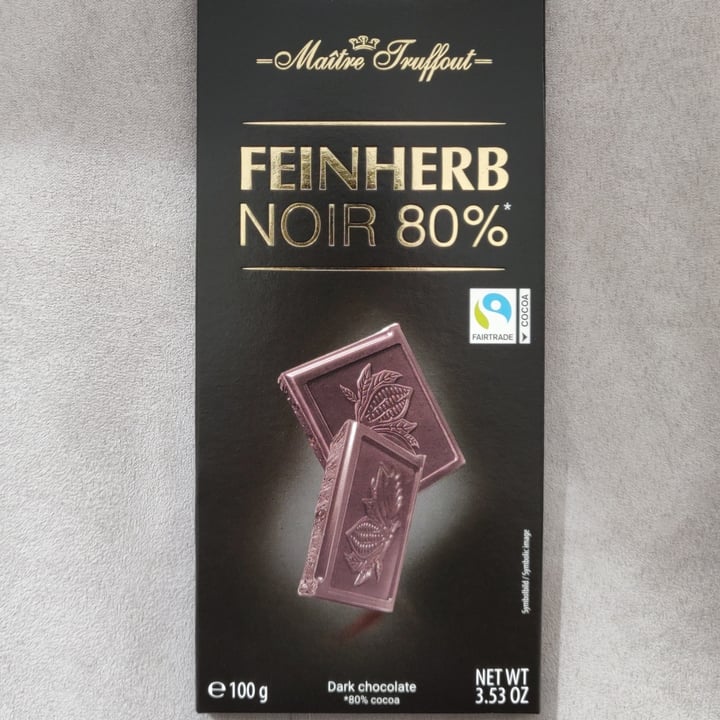 Maître Truffout
FEINHERB
NOIR 80%*
FAIRTRADE
COCOA
Symbolbild / Symbolic image
℮ 100 g
Dark chocolate
*80% cocoa
NET WT
3.53 OZ